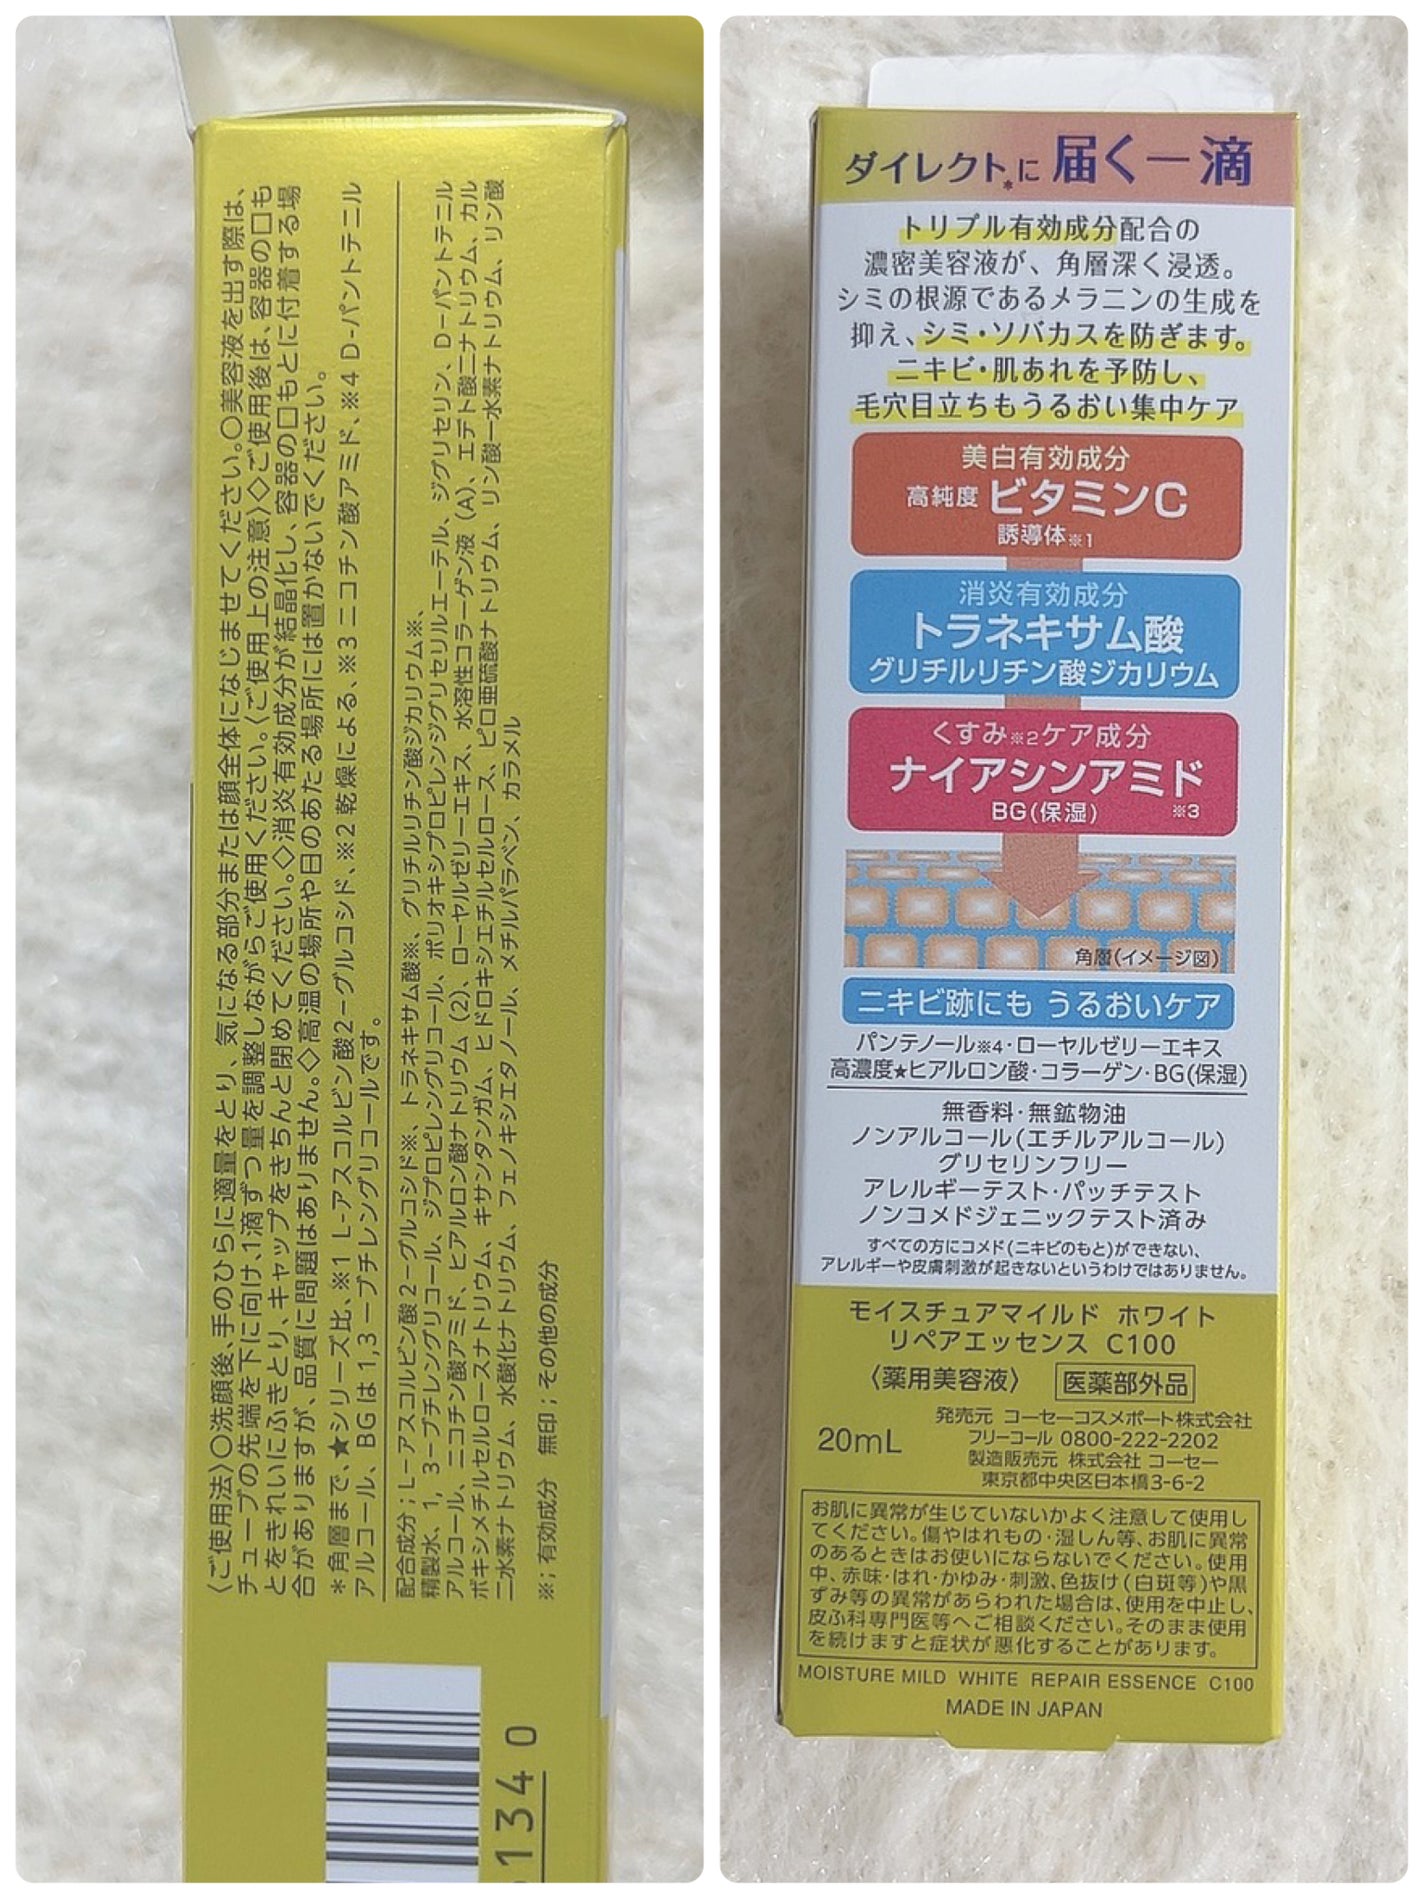 〈ご使用法〉〇洗顔後、手のひらに適量をとり、気になる部分または顔全体になじませてください。〇美容液を出す際は、
チューブの先端を下に向け、1滴ずつ量を調整しながらご使用ください。〈ご使用上の注意〉◇ご使用後は、容器の口も
とをきれいにふきとり、キャップをきちんと閉めてください。◇消炎有効成分が結晶化し、容器の口もとに付着する場
合がありますが、品質に問題はありません。◇高温の場所や日のあたる場所には置かないでください。
*角層まで、★シリーズ比、※1 L-アスコルビン酸2-グルコシド、※2 乾燥による、※3 ニコチン酸アミド、※4 D-パントテニル
アルコール、BGは1,3-ブチレングリコールです。
配合成分；L-アスコルビン酸 2-グルコシド※、トラネキサム酸※、グリチルリチン酸ジカリウム※、
精製水、1, 3-ブチレングリコール、ジプロピレングリコール、ポリオキシプロピレンジグリセリルエーテル、ジグリセリン、D-パントテニル
アルコール、ニコチン酸アミド、ヒアルロン酸ナトリウム (2)、ローヤルゼリーエキス、水溶性コラーゲン液 (A)、エデト酸二ナトリウム、カル
ボキシメチルセルロースナトリウム、キサンタンガム、ヒドロキシエチルセルロース、ピロ亜硫酸ナトリウム、リン酸一水素ナトリウム、リン酸
二水素ナトリウム、水酸化ナトリウム、フェノキシエタノール、メチルパラベン、カラメル
※；有効成分 無印；その他の成分
134 0
ダイレクト*に 届く一滴
トリプル有効成分配合の
濃密美容液が、角層深く浸透。
シミの根源であるメラニンの生成を
抑え、シミ・ソバカスを防ぎます。
ニキビ・肌あれを予防し、
毛穴目立ちもうるおい集中ケア
美白有効成分
高純度 ビタミンC
誘導体※1
消炎有効成分
トラネキサム酸
グリチルリチン酸ジカリウム
くすみ※2ケア成分
ナイアシンアミド
BG(保湿) ※3
角層(イメージ図)
ニキビ跡にも うるおいケア
パンテノール※4・ローヤルゼリーエキス
高濃度★ヒアルロン酸・コラーゲン・BG(保湿)
無香料・無鉱物油
ノンアルコール(エチルアルコール)
グリセリンフリー
アレルギーテスト・パッチテスト
ノンコメドジェニックテスト済み
すべての方にコメド(ニキビのもと)ができない、
アレルギーや皮膚刺激が起きないというわけではありません。
モイスチュアマイルド ホワイト
リペアエッセンス C100
〈薬用美容液〉 医薬部外品
20mL
発売元 コーセーコスメポート株式会社
フリーコール 0800-222-2202
製造販売元 株式会社 コーセー
東京都中央区日本橋3-6-2
お肌に異常が生じていないかよく注意して使用し
てください。傷やはれもの・湿しん等、お肌に異常
のあるときはお使いにならないでください。使用
中、赤味・はれ・かゆみ・刺激、色抜け(白斑等)や黒
ずみ等の異常があらわれた場合は、使用を中止し、
皮ふ科専門医等へご相談ください。そのまま使用
を続けますと症状が悪化することがあります。
MOISTURE MILD WHITE REPAIR ESSENCE C100
MADE IN JAPAN